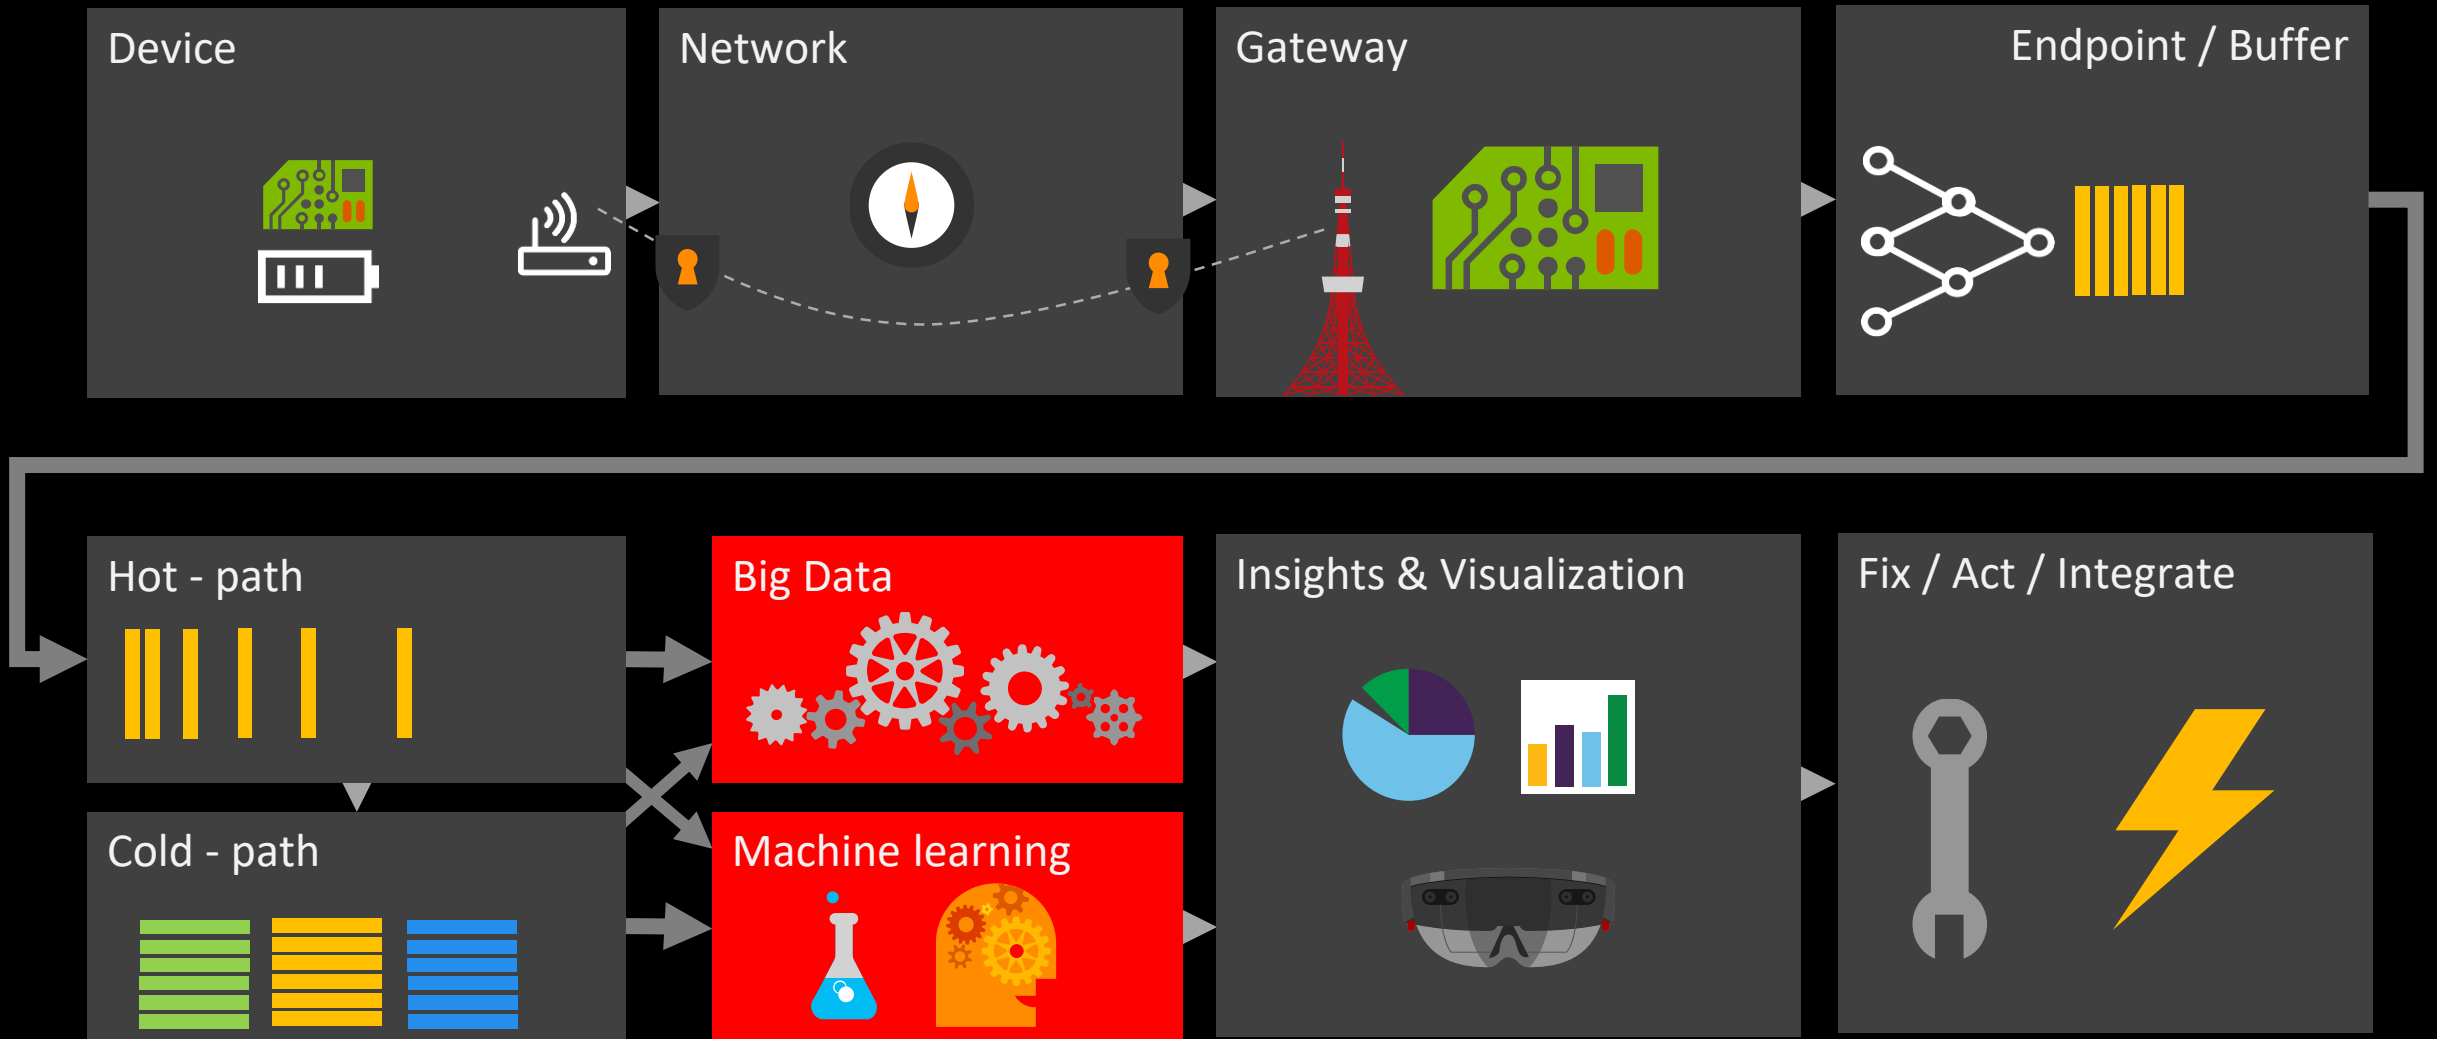 Device
Network
Gateway
Endpoint / Buffer
Hot - path
Big Data
Insights & Visualization
Fix / Act / Integrate
Cold - path
Machine learning